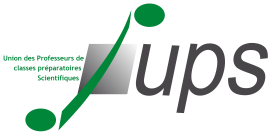 Union des Professeurs de
classes préparatoires
Scientifiques
ups